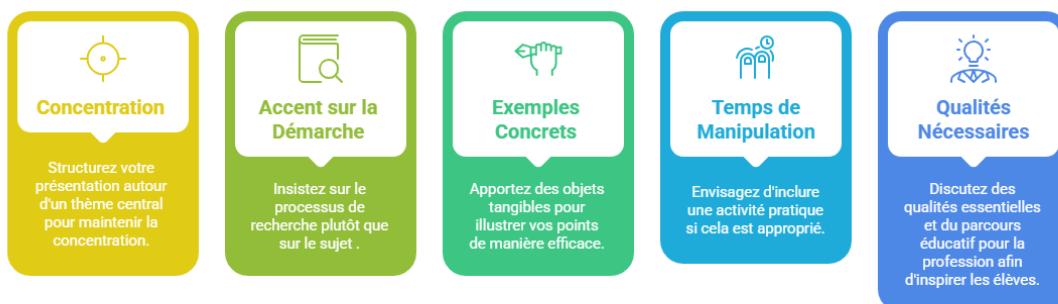 Concentration
Structurez votre
présentation autour
d'un thème central
pour maintenir la
concentration.
Accent sur la
Démarche
Insistez sur le
processus de
recherche plutôt que
sur le sujet .
Exemples
Concrets
Apportez des objets
tangibles pour
illustrer vos points
de manière efficace.
Temps de
Manipulation
Envisagez d'inclure
une activité pratique
si cela est approprié.
Qualités
Nécessaires
Discutez des
qualités essentielles
et du parcours
éducatif pour la
profession afin
d'inspirer les élèves.